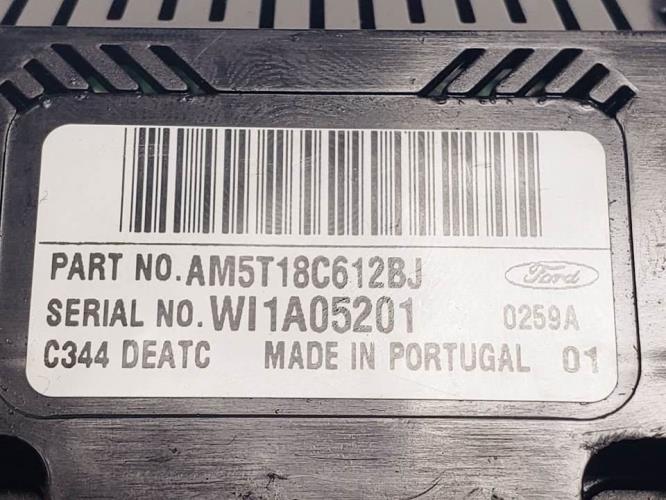 PART NO.AM5T18C612BJ
Ford
SERIAL NO.WI1A05201
0259A
C344 DEATC MADE IN PORTUGAL 01